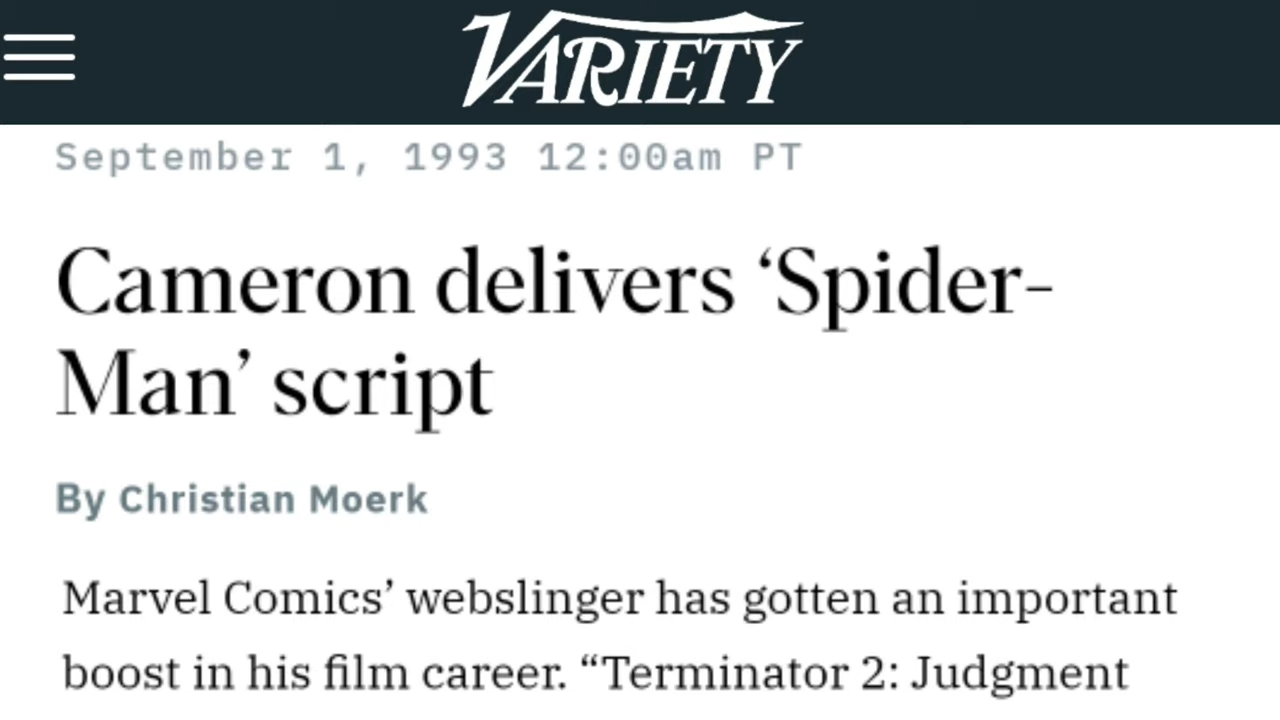 VARIETY
September 1, 1993 12:00am PT
Cameron delivers ‘Spider-
Man’ script
By Christian Moerk
Marvel Comics’ webslinger has gotten an important
boost in his film career. “Terminator 2: Judgment